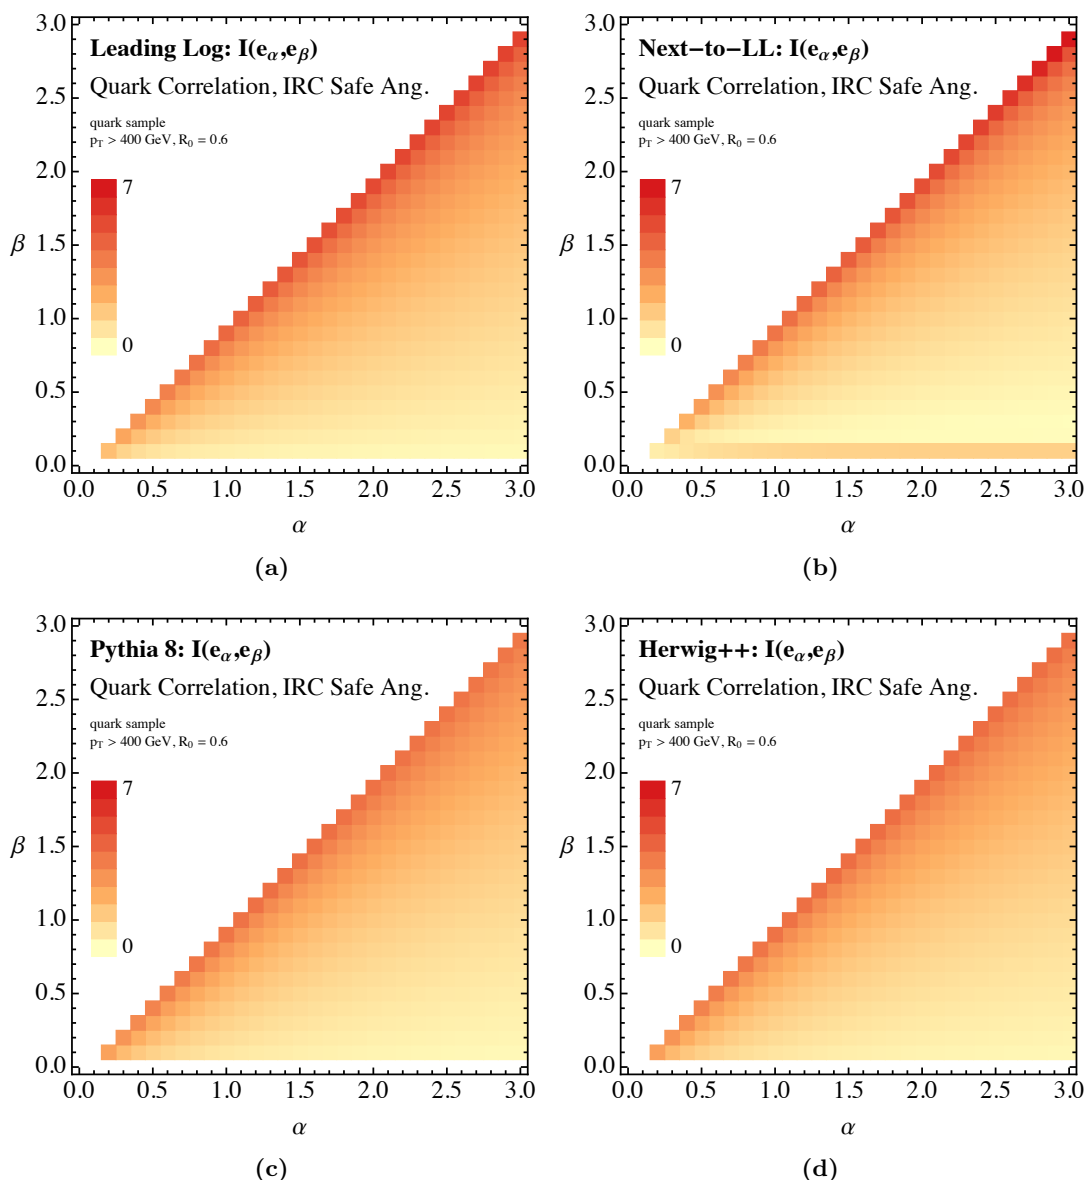 Leading Log: I(eα,eβ)
Quark Correlation, IRC Safe Ang.
quark sample
pT > 400 GeV, R0 = 0.6
7
0
β
3.0
2.5
2.0
1.5
1.0
0.5
0.0
0.0 0.5 1.0 1.5 2.0 2.5 3.0
α
(a)
Next−to−LL: I(eα,eβ)
Quark Correlation, IRC Safe Ang.
quark sample
pT > 400 GeV, R0 = 0.6
7
0
β
3.0
2.5
2.0
1.5
1.0
0.5
0.0
0.0 0.5 1.0 1.5 2.0 2.5 3.0
α
(b)
Pythia 8: I(eα,eβ)
Quark Correlation, IRC Safe Ang.
quark sample
pT > 400 GeV, R0 = 0.6
7
0
β
3.0
2.5
2.0
1.5
1.0
0.5
0.0
0.0 0.5 1.0 1.5 2.0 2.5 3.0
α
(c)
Herwig++: I(eα,eβ)
Quark Correlation, IRC Safe Ang.
quark sample
pT > 400 GeV, R0 = 0.6
7
0
β
3.0
2.5
2.0
1.5
1.0
0.5
0.0
0.0 0.5 1.0 1.5 2.0 2.5 3.0
α
(d)